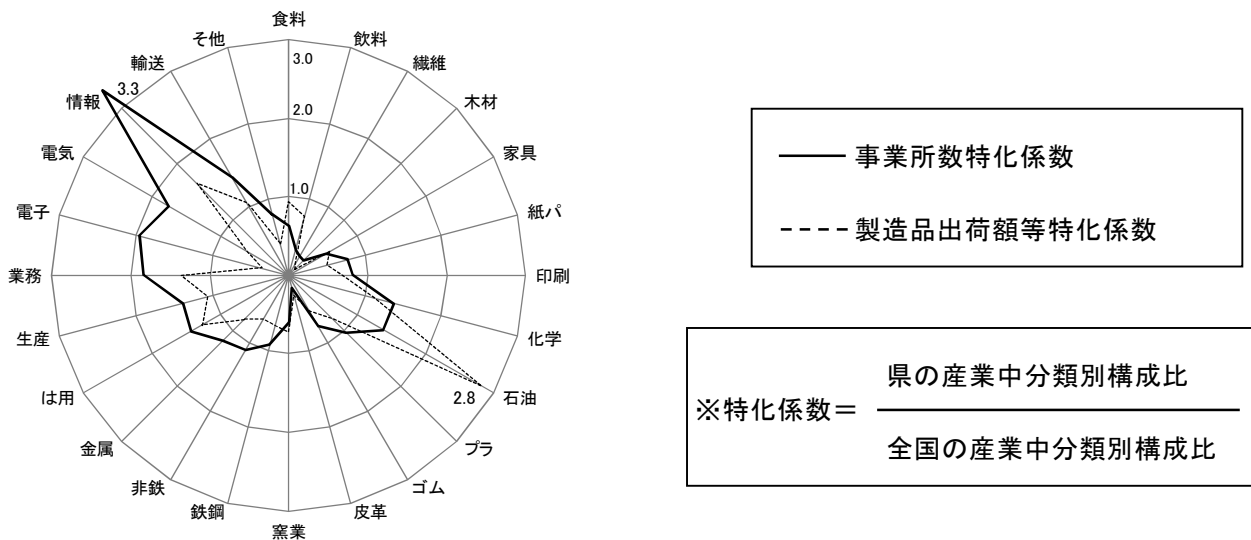 食料
飲料
繊維
木材
家具
紙パ
印刷
化学
石油
プラ
ゴム
皮革
窯業
鉄鋼
非鉄
金属
は用
生産
業務
電子
電気
情報
輸送
その他
3.0
2.0
1.0
3.3
2.8
事業所数特化係数
製造品出荷額等特化係数
※特化係数＝
県の産業中分類別構成比
全国の産業中分類別構成比